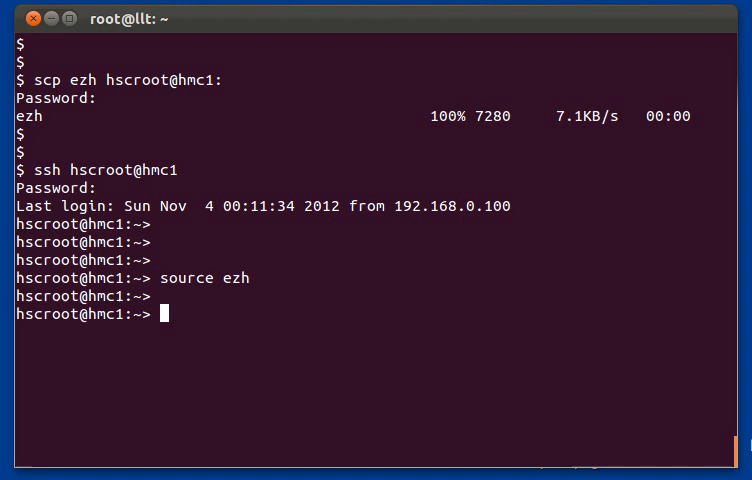 root@llt: ~
$
$
$ scp ezh hscroot@hmc1:
Password:
ezh 100% 7280 7.1KB/s 00:00
$
$
$ ssh hscroot@hmc1
Password:
Last login: Sun Nov  4 00:11:34 2012 from 192.168.0.100
hscroot@hmc1:~>
hscroot@hmc1:~>
hscroot@hmc1:~>
hscroot@hmc1:~> source ezh
hscroot@hmc1:~>
hscroot@hmc1:~>